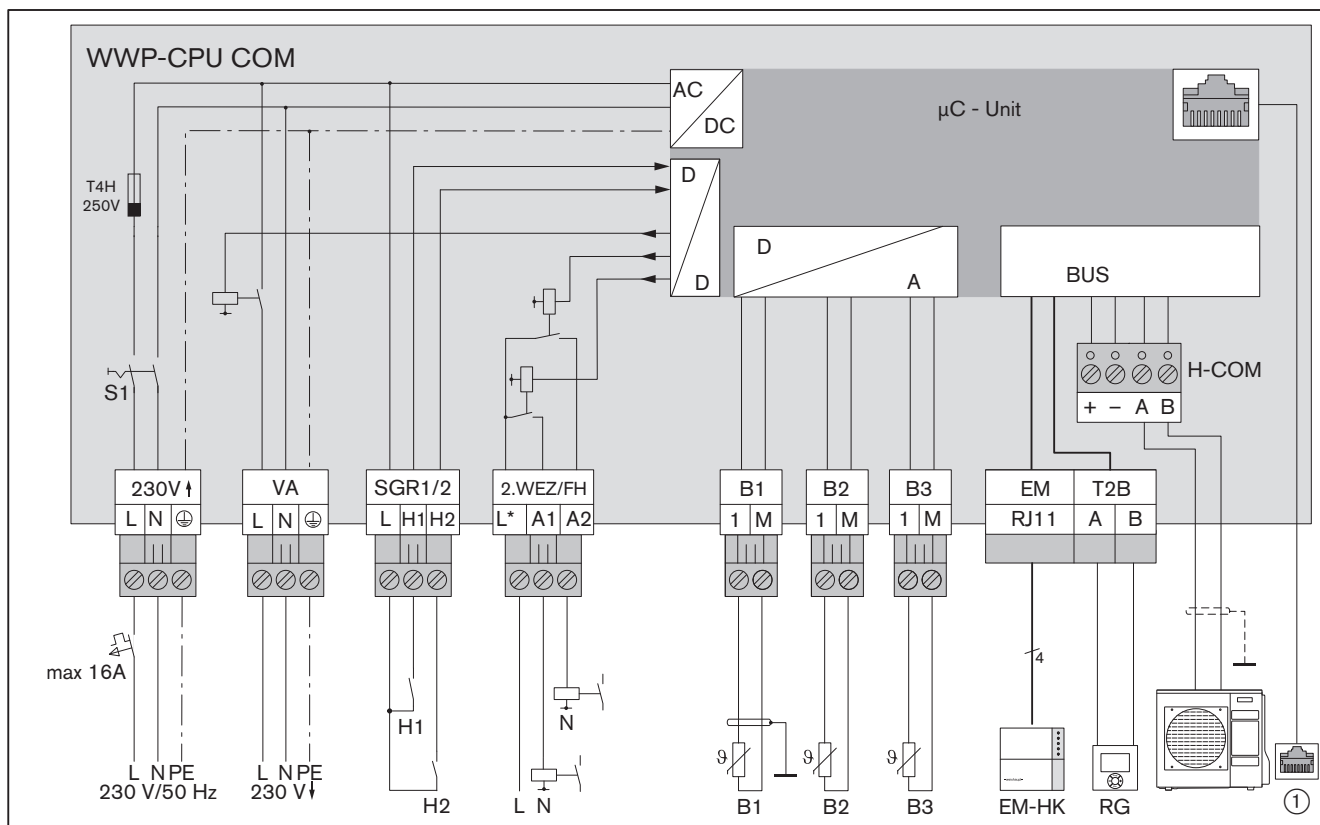 WWP-CPU COM
AC
DC
µC - Unit
T4H
250V
D
D
D
A
BUS
S1
H-COM
+ – A B
230V
VA
SGR1/2
2.WEZ/FH
B1
B2
B3
EM
T2B
L N
L N
L H1 H2
L* A1 A2
1 M
1 M
1 M
RJ11
A B
max 16A
4
H1
N
ϑ
ϑ
ϑ
L N PE
230 V/50 Hz
L N PE
230 V
H2
L N
B1
B2
B3
EM-HK
RG
1